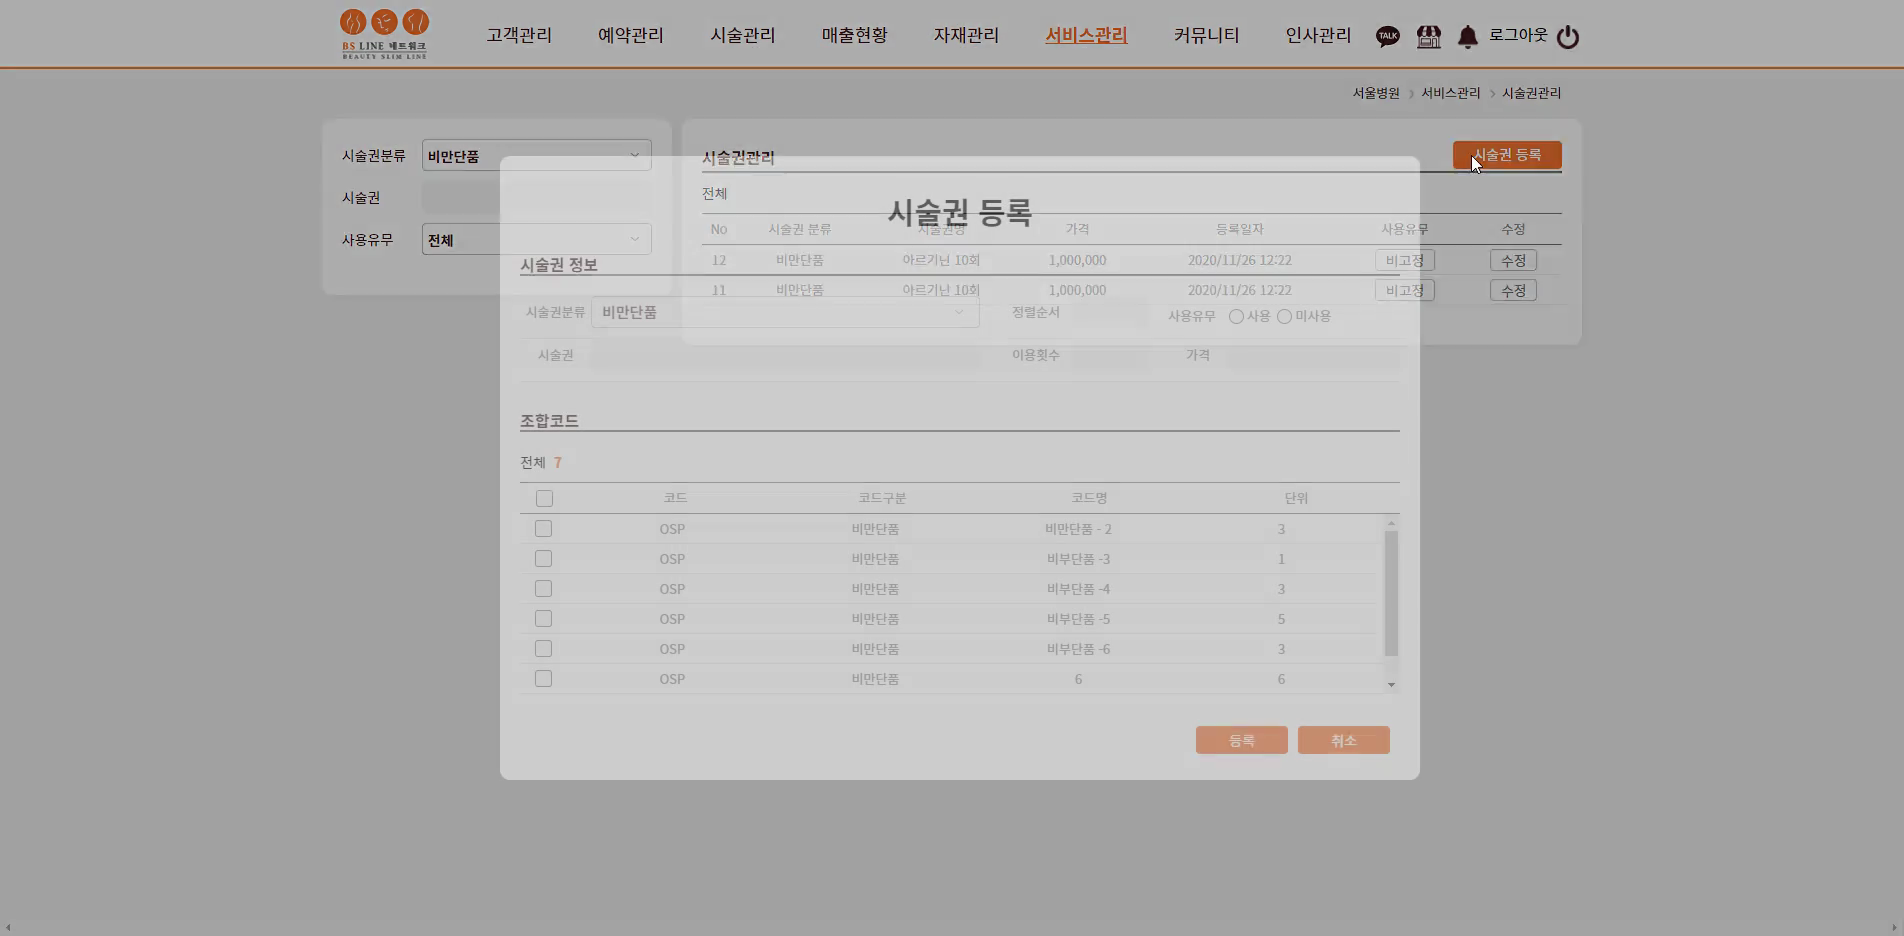 BS LINE 네트워크
BEAUTY SLIM LINE
고객관리 예약관리 시술관리 매출현황 자재관리 서비스관리 커뮤니티 인사관리 TALK 로그아웃
서울병원 > 서비스관리 > 시술권관리
시술권분류 비만단품
시술권
사용유무 전체
시술권관리 시술권 등록
전체
No 시술권 분류 시술권명 가격 등록일자 사용유무 수정
12 비만단품 아르기닌 10회 1,000,000 2020/11/26 12:22 비고정 수정
11 비만단품 아르기닌 10회 1,000,000 2020/11/26 12:22 비고정 수정
시술권 등록
시술권 정보
시술권분류 비만단품 정렬순서 사용유무 사용 미사용
시술권 이용횟수 가격
조합코드
전체 7
코드 코드구분 코드명 단위
OSP 비만단품 비만단품 - 2 3
OSP 비만단품 비부단품 -3 1
OSP 비만단품 비부단품 -4 3
OSP 비만단품 비부단품 -5 5
OSP 비만단품 비부단품 -6 3
OSP 비만단품 6 6
등록 취소